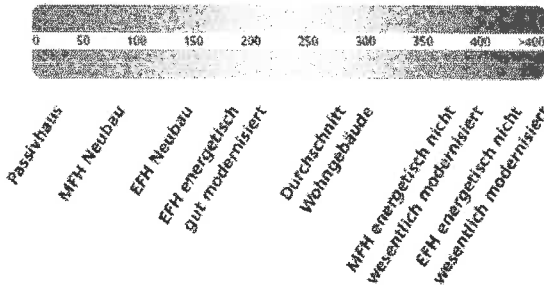 0 50 100 150 200 250 300 350 400 >400
Passivhaus
MFH Neubau
EFH Neubau
EFH energetisch
gut modernisiert
Durchschnitt
Wohngebäude
MFH energetisch nicht
wesentlich modernisiert
EFH energetisch nicht
wesentlich modernisiert